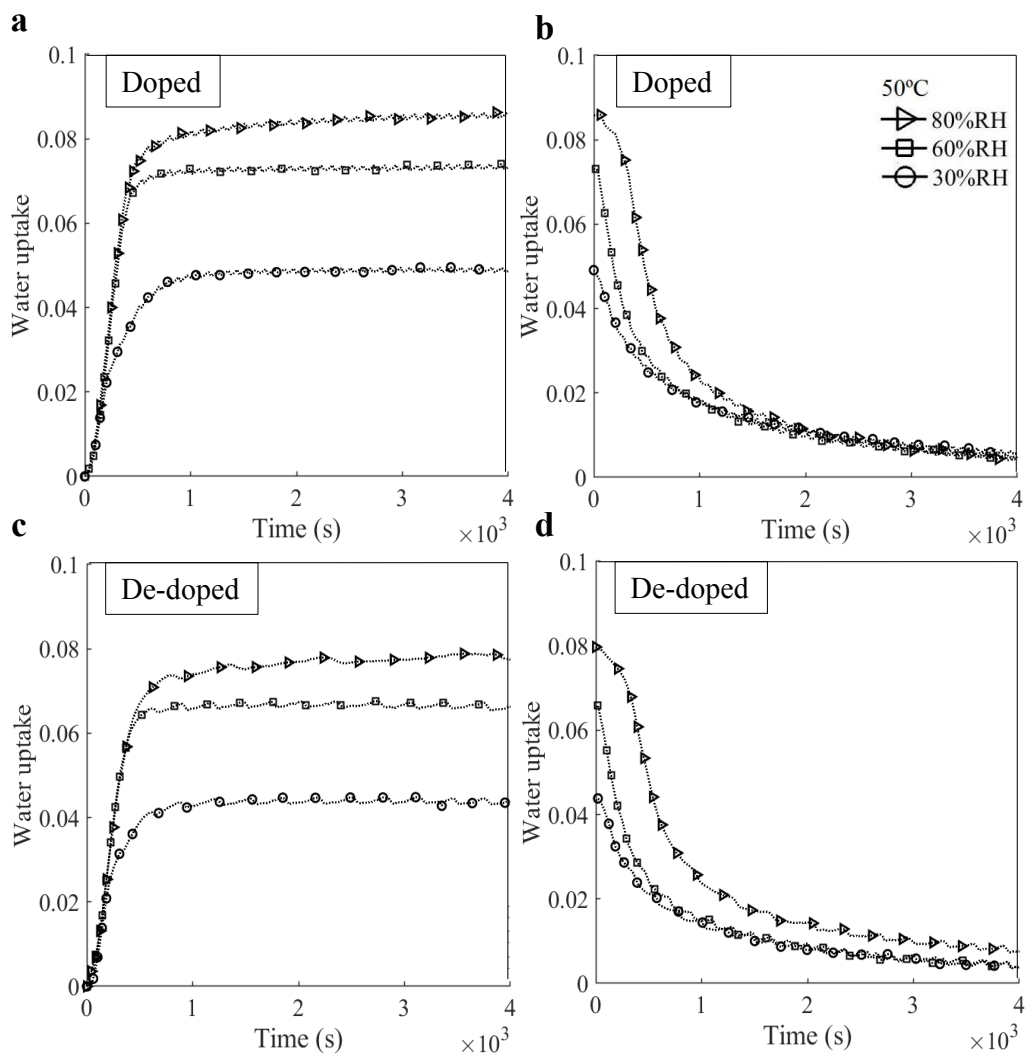 a
Doped
0.1
0.08
0.06
0.04
0.02
0
Water uptake
0 1 2 3 4
Time (s) ×10³
b
Doped
50ºC
80%RH
60%RH
30%RH
0.1
0.08
0.06
0.04
0.02
0
Water uptake
0 1 2 3 4
Time (s) ×10³
c
De-doped
0.1
0.08
0.06
0.04
0.02
0
Water uptake
0 1 2 3 4
Time (s) ×10³
d
De-doped
0.1
0.08
0.06
0.04
0.02
0
Water uptake
0 1 2 3 4
Time (s) ×10³